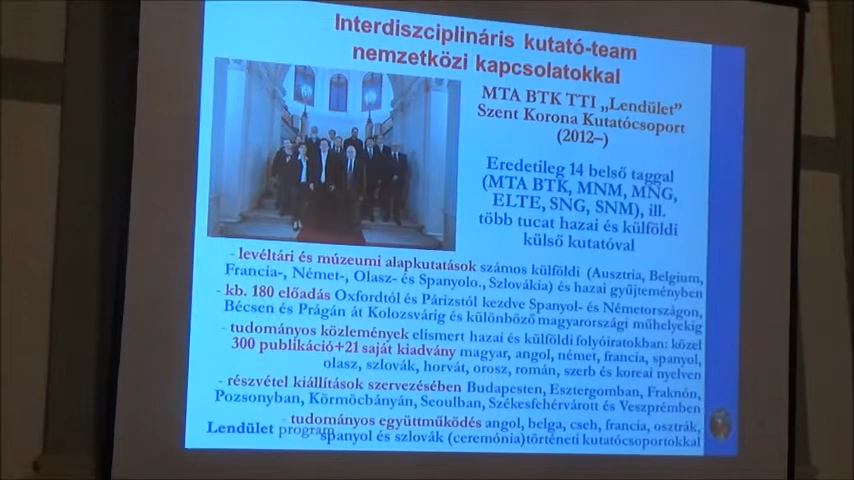 Interdiszciplináris kutató-team
nemzetközi kapcsolatokkal
MTA BTK TTI „Lendület”
Szent Korona Kutatócsoport
(2012–)
Eredetileg 14 belső taggal
(MTA BTK, MNM, MNG,
ELTE, SNG, SNM), ill.
több tucat hazai és külföldi
külső kutatóval
- levéltári és múzeumi alapkutatások számos külföldi (Ausztria, Belgium,
Francia-, Német-, Olasz- és Spanyolo., Szlovákia) és hazai gyűjteményben
- kb. 180 előadás Oxfordtól és Párizstól kezdve Spanyol- és Németországon,
Bécsen és Prágán át Kolozsvárig és különböző magyarországi műhelyekig
- tudományos közlemények elismert hazai és külföldi folyóiratokban: közel
300 publikáció+21 saját kiadvány magyar, angol, német, francia, spanyol,
olasz, szlovák, horvát, orosz, román, szerb és koreai nyelven
- részvétel kiállítások szervezésében Budapesten, Esztergomban, Fraknón,
Pozsonyban, Körmöcbányán, Seoulban, Székesfehérvárott és Veszprémben
- tudományos együttműködés angol, belga, cseh, francia, osztrák,
Lendület program spanyol és szlovák (ceremónia)történeti kutatócsoportokkal